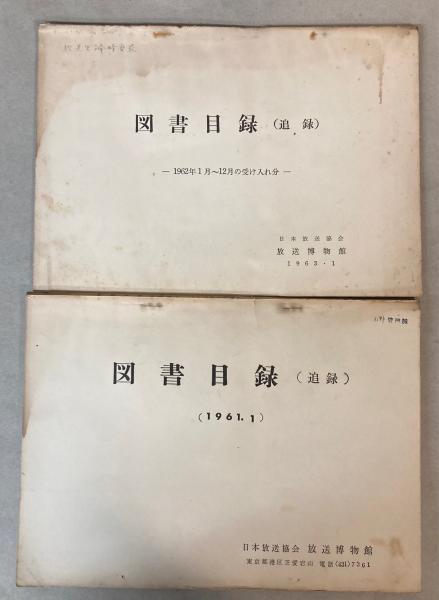 図書目録（追録）
― 1962年1月～12月の受け入れ分 ―
日本放送協会
放送博物館
1963・1
図書目録（追録）
（1961.1）
日本放送協会 放送博物館
東京都港区芝愛宕山 電話(431)7361